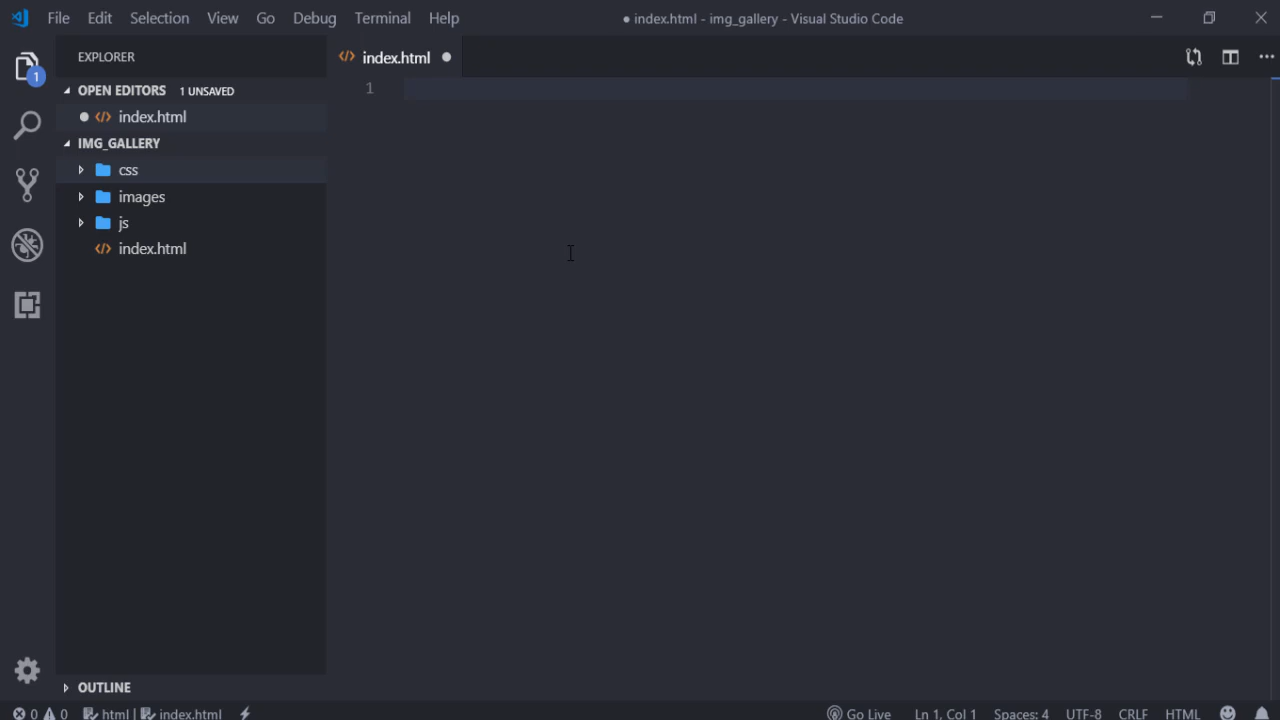 File Edit Selection View Go Debug Terminal Help ● index.html - img_gallery - Visual Studio Code
EXPLORER
index.html
1
OPEN EDITORS 1 UNSAVED
1
index.html
IMG_GALLERY
css
images
js
index.html
OUTLINE
0 0 html | index.html Go Live Ln 1, Col 1 Spaces: 4 UTF-8 CRLF HTML